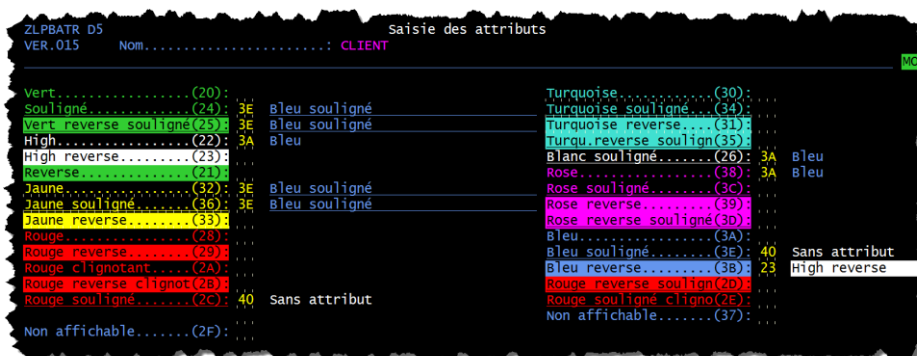 ZLPBATR D5 Saisie des attributs
VER.015 Nom.......................: CLIENT
MO
Vert.................(20):
Souligné.............(24): 3E Bleu souligné
Vert reverse souligné(25): 3E Bleu souligné
High.................(22): 3A Bleu
High reverse.........(23):
Reverse..............(21):
Jaune................(32): 3E Bleu souligné
Jaune souligné.......(36): 3E Bleu souligné
Jaune reverse........(33):
Rouge................(28):
Rouge reverse........(29):
Rouge clignotant.....(2A):
Rouge reverse clignot(2B):
Rouge souligné.......(2C): 40 Sans attribut
Non affichable.......(2F):
Turquoise............(30):
Turquoise souligné...(34):
Turquoise reverse....(31):
Turqu.reverse soulign(35):
Blanc souligné.......(26): 3A Bleu
Rose.................(38): 3A Bleu
Rose souligné........(3C):
Rose reverse.........(39):
Rose reverse souligné(3D):
Bleu.................(3A):
Bleu souligné........(3E): 40 Sans attribut
Bleu reverse.........(3B): 23 High reverse
Rouge reverse soulign(2D):
Rouge souligné cligno(2E):
Non affichable.......(37):